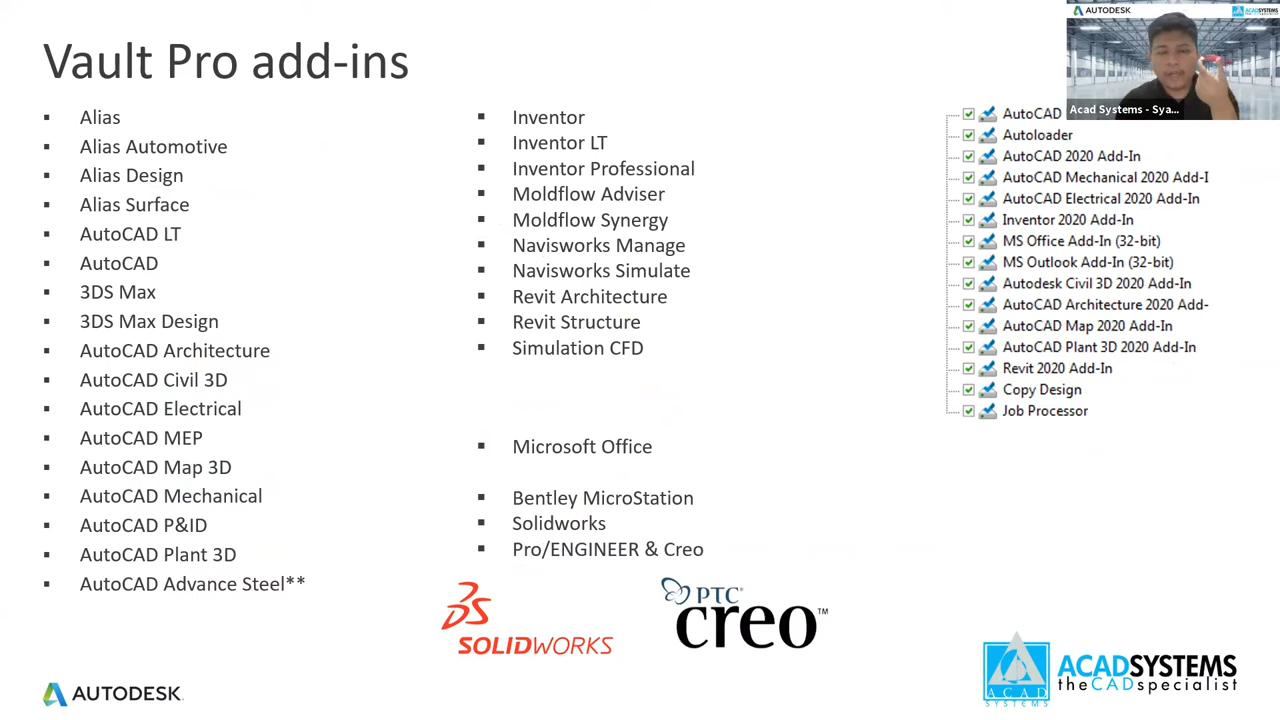 Vault Pro add-ins
Alias
Alias Automotive
Alias Design
Alias Surface
AutoCAD LT
AutoCAD
3DS Max
3DS Max Design
AutoCAD Architecture
AutoCAD Civil 3D
AutoCAD Electrical
AutoCAD MEP
AutoCAD Map 3D
AutoCAD Mechanical
AutoCAD P&ID
AutoCAD Plant 3D
AutoCAD Advance Steel**
Inventor
Inventor LT
Inventor Professional
Moldflow Adviser
Moldflow Synergy
Navisworks Manage
Navisworks Simulate
Revit Architecture
Revit Structure
Simulation CFD
Microsoft Office
Bentley MicroStation
Solidworks
Pro/ENGINEER & Creo
SOLIDWORKS
PTC®
creo™
AUTODESK
ACADSYSTEMS
Acad Systems - Sya...
AutoCAD
Autoloader
AutoCAD 2020 Add-In
AutoCAD Mechanical 2020 Add-I
AutoCAD Electrical 2020 Add-In
Inventor 2020 Add-In
MS Office Add-In (32-bit)
MS Outlook Add-In (32-bit)
Autodesk Civil 3D 2020 Add-In
AutoCAD Architecture 2020 Add-
AutoCAD Map 2020 Add-In
AutoCAD Plant 3D 2020 Add-In
Revit 2020 Add-In
Copy Design
Job Processor
AUTODESK.
ACAD
SYSTEMS
ACADSYSTEMS
theCADspecialist